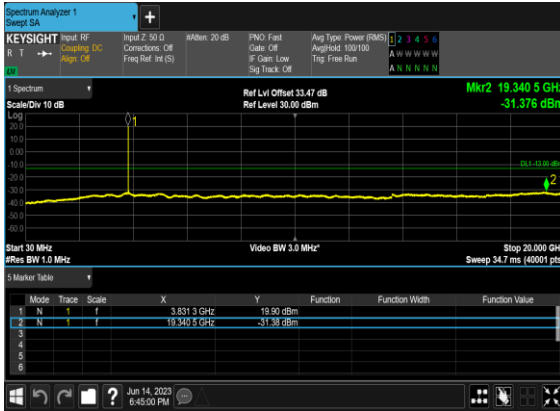 Spectrum Analyzer 1
Swept SA
+
KEYSIGHT Input: RF Input Z: 50 Ω #Atten: 20 dB PNO: Fast Avg Type: Power (RMS) 1 2 3 4 5 6
R T Coupling: DC Corrections: Off Gate: Off Avg|Hold: 100/100 A W W W W W
Align: Off Freq Ref: Int (S) IF Gain: Low Trig: Free Run
Sig Track: Off A N N N N N
1 Spectrum Ref Lvl Offset 33.47 dB Mkr2 19.340 5 GHz
Scale/Div 10 dB Ref Level 30.00 dBm -31.376 dBm
Log
1
20.0
10.0
0.00
-10.0
DL1 -13.00 dBm
-20.0
2
-30.0
-40.0
-50.0
-60.0
Start 30 MHz Video BW 3.0 MHz* Stop 20.000 GH
#Res BW 1.0 MHz Sweep 34.7 ms (40001 pts
5 Marker Table
Mode Trace Scale X Y Function Function Width Function Value
1 N 1 f 3.831 3 GHz 19.90 dBm
2 N 1 f 19.340 5 GHz -31.38 dBm
3
4
5
6
? Jun 14, 2023
6:45:00 PM